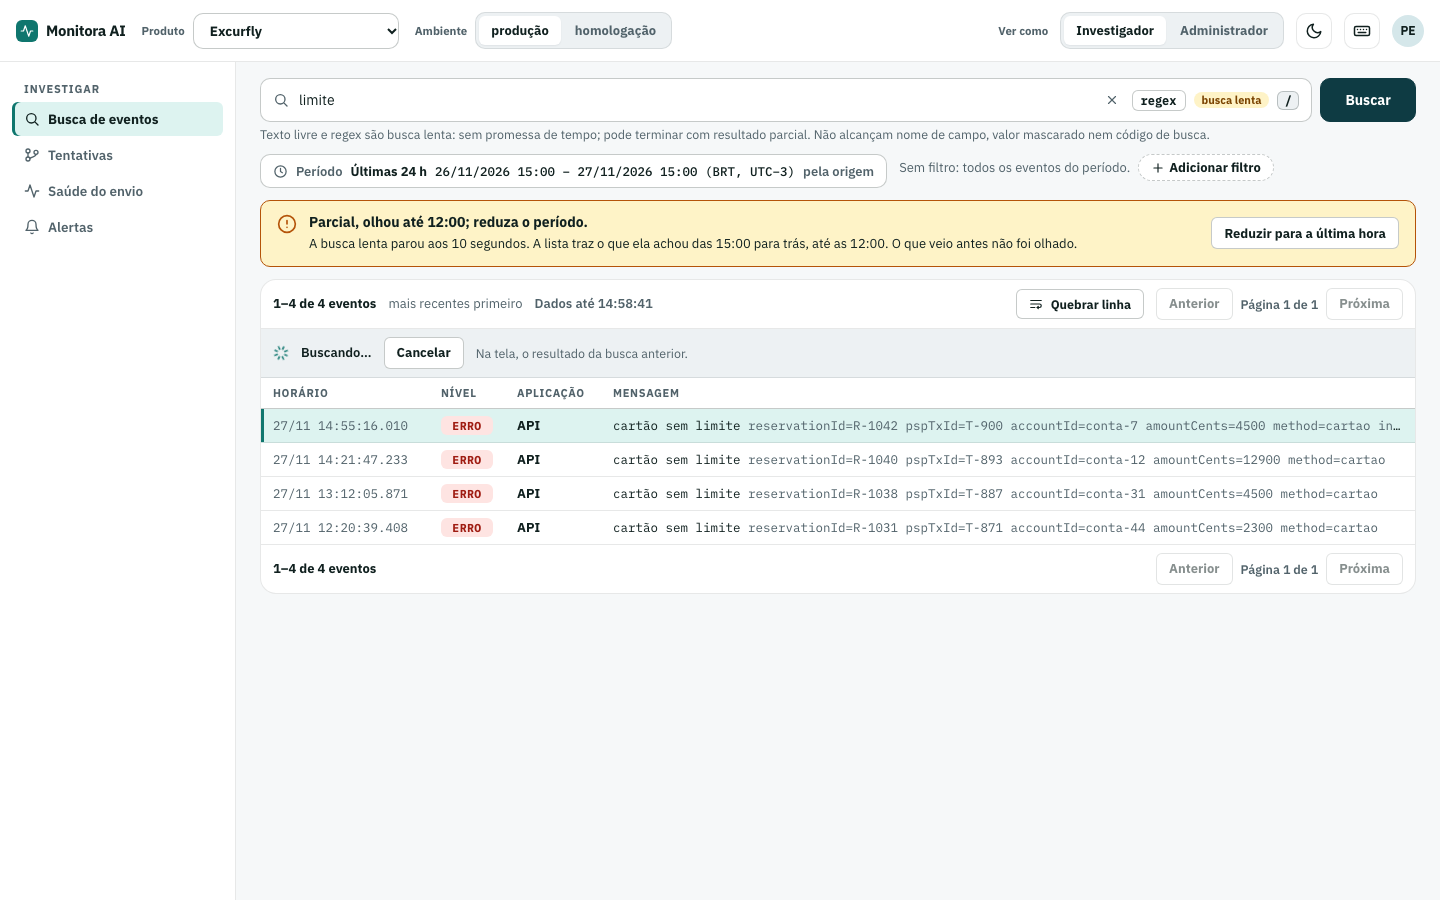 Monitora AI Produto Excurfly Ambiente produção homologação Ver como Investigador Administrador PE
INVESTIGAR
Busca de eventos
Tentativas
Saúde do envio
Alertas
limite × regex busca lenta / Buscar
Texto livre e regex são busca lenta: sem promessa de tempo; pode terminar com resultado parcial. Não alcançam nome de campo, valor mascarado nem código de busca.
Período Últimas 24 h 26/11/2026 15:00 – 27/11/2026 15:00 (BRT, UTC−3) pela origem Sem filtro: todos os eventos do período. + Adicionar filtro
Parcial, olhou até 12:00; reduza o período.
A busca lenta parou aos 10 segundos. A lista traz o que ela achou das 15:00 para trás, até as 12:00. O que veio antes não foi olhado.
Reduzir para a última hora
1–4 de 4 eventos mais recentes primeiro Dados até 14:58:41 Quebrar linha Anterior Página 1 de 1 Próxima
Buscando... Cancelar Na tela, o resultado da busca anterior.
HORÁRIO NÍVEL APLICAÇÃO MENSAGEM
27/11 14:55:16.010 ERRO API cartão sem limite reservationId=R-1042 pspTxId=T-900 accountId=conta-7 amountCents=4500 method=cartao in…
27/11 14:21:47.233 ERRO API cartão sem limite reservationId=R-1040 pspTxId=T-893 accountId=conta-12 amountCents=12900 method=cartao
27/11 13:12:05.871 ERRO API cartão sem limite reservationId=R-1038 pspTxId=T-887 accountId=conta-31 amountCents=4500 method=cartao
27/11 12:20:39.408 ERRO API cartão sem limite reservationId=R-1031 pspTxId=T-871 accountId=conta-44 amountCents=2300 method=cartao
1–4 de 4 eventos Anterior Página 1 de 1 Próxima